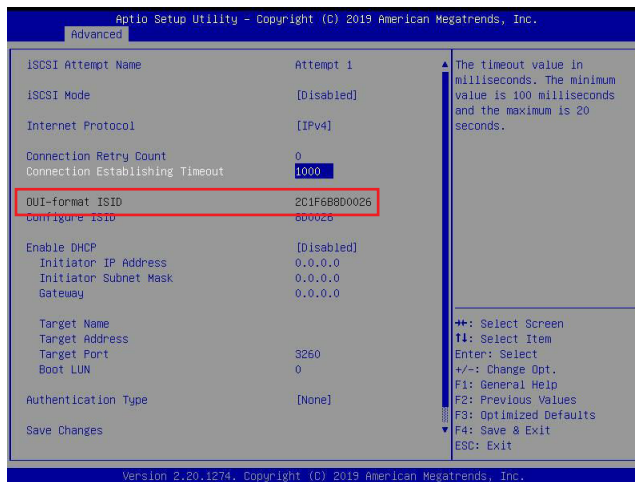 Aptio Setup Utility – Copyright (C) 2019 American Megatrends, Inc.
Advanced
iSCSI Attempt Name Attempt 1
iSCSI Mode [Disabled]
Internet Protocol [IPv4]
Connection Retry Count 0
Connection Establishing Timeout 1000
OUI-format ISID 2C1F6B8D0026
Configure ISID 8D0026
Enable DHCP [Disabled]
Initiator IP Address 0.0.0.0
Initiator Subnet Mask 0.0.0.0
Gateway 0.0.0.0
Target Name
Target Address
Target Port 3260
Boot LUN 0
Authentication Type [None]
Save Changes
The timeout value in
milliseconds. The minimum
value is 100 milliseconds
and the maximum is 20
seconds.
→←: Select Screen
↑↓: Select Item
Enter: Select
+/-: Change Opt.
F1: General Help
F2: Previous Values
F3: Optimized Defaults
F4: Save & Exit
ESC: Exit
Version 2.20.1274. Copyright (C) 2019 American Megatrends, Inc.